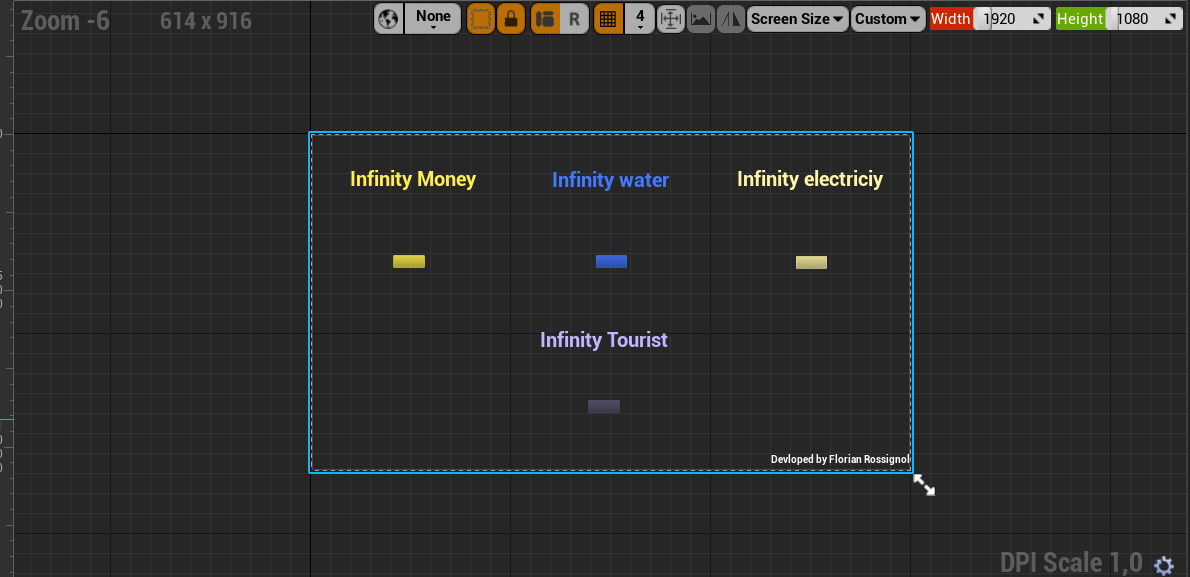 Zoom -6 614 x 916 None R 4 Screen Size Custom Width 1920 Height 1080
Infinity Money Infinity water Infinity electriciy
Infinity Tourist
Devloped by Florian Rossignol
DPI Scale 1,0